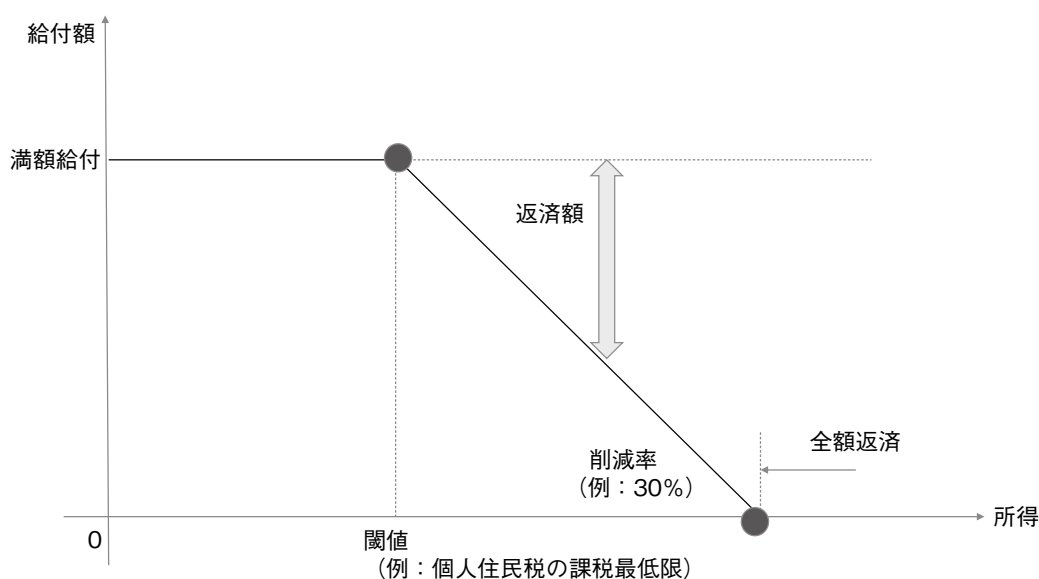 給付額
満額給付
返済額
全額返済
削減率
（例：30%）
所得
0
閾値
（例：個人住民税の課税最低限）